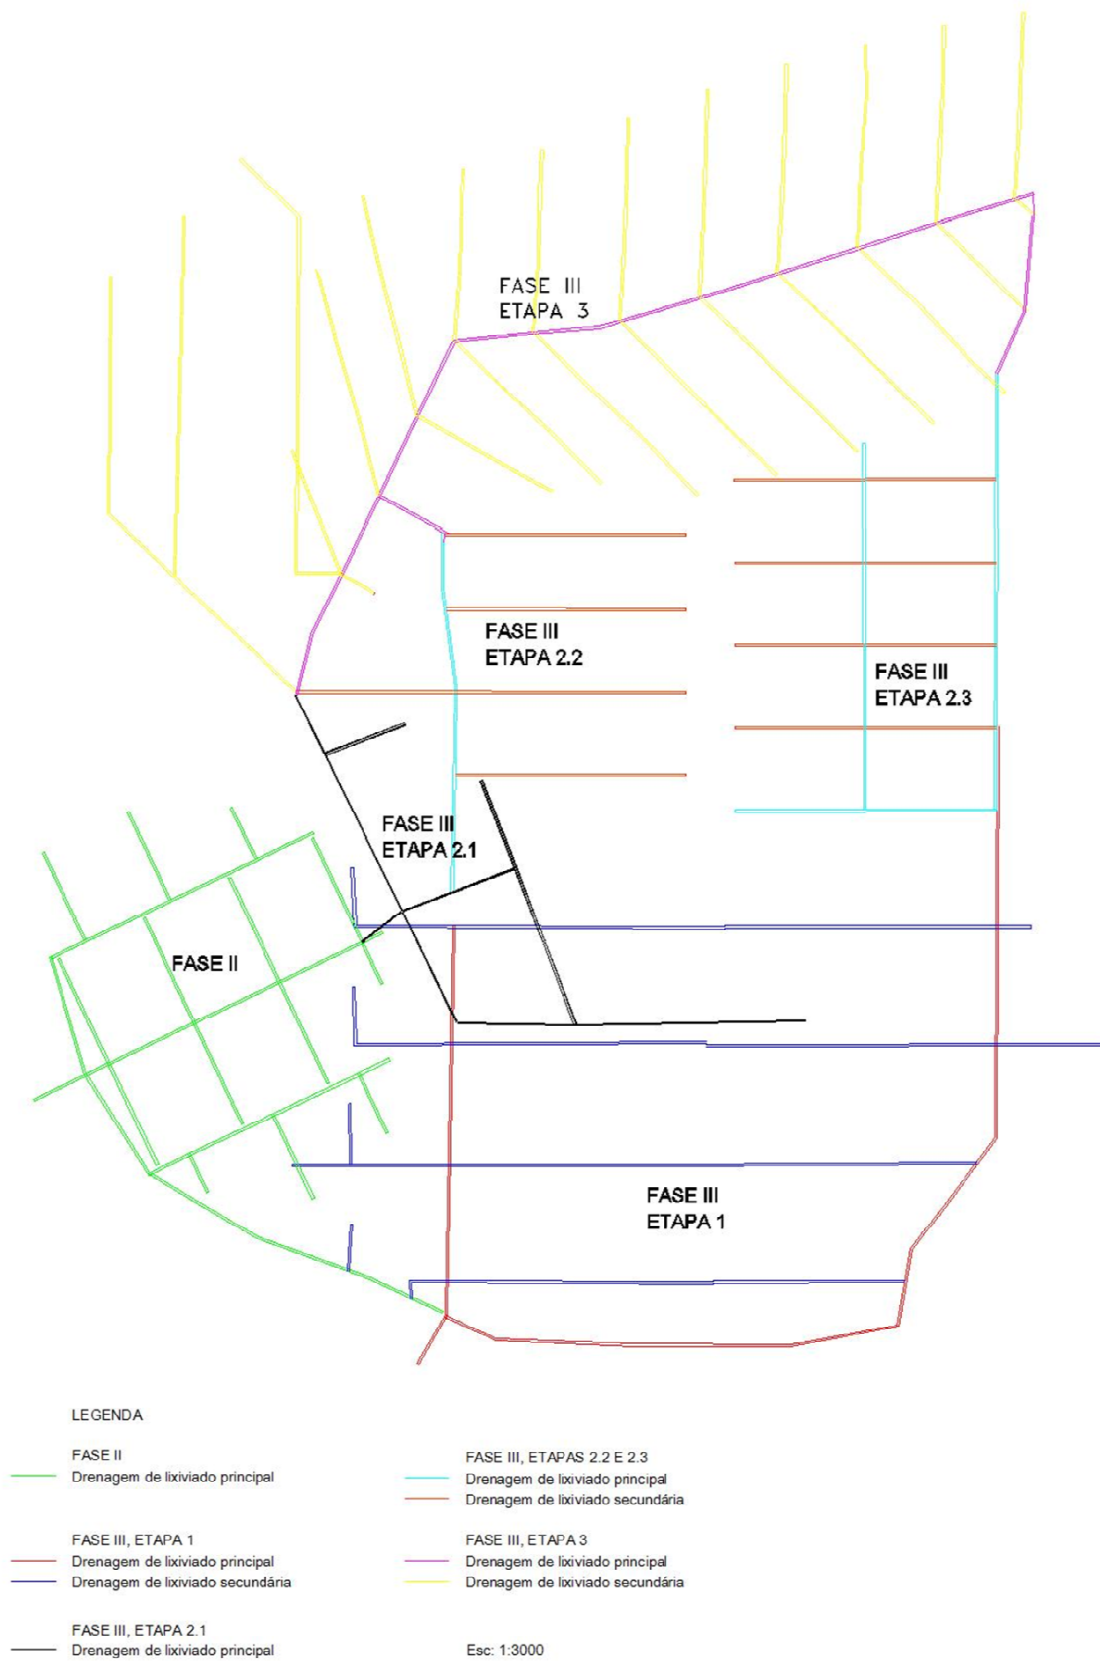 FASE III
ETAPA 3
FASE III
ETAPA 2.2
FASE III
ETAPA 2.3
FASE III
ETAPA 2.1
FASE II
FASE III
ETAPA 1
LEGENDA
FASE II
Drenagem de lixiviado principal
FASE III, ETAPA 1
Drenagem de lixiviado principal
Drenagem de lixiviado secundária
FASE III, ETAPA 2.1
Drenagem de lixiviado principal
FASE III, ETAPAS 2.2 E 2.3
Drenagem de lixiviado principal
Drenagem de lixiviado secundária
FASE III, ETAPA 3
Drenagem de lixiviado principal
Drenagem de lixiviado secundária
Esc: 1:3000